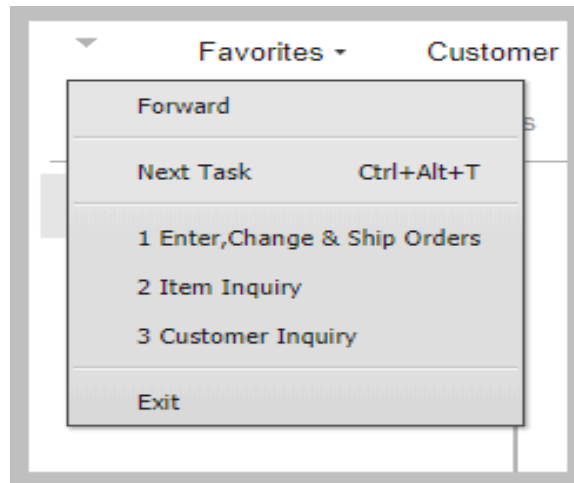 Favorites Customer
Forward
s
Next Task Ctrl+Alt+T
1 Enter,Change & Ship Orders
2 Item Inquiry
3 Customer Inquiry
Exit